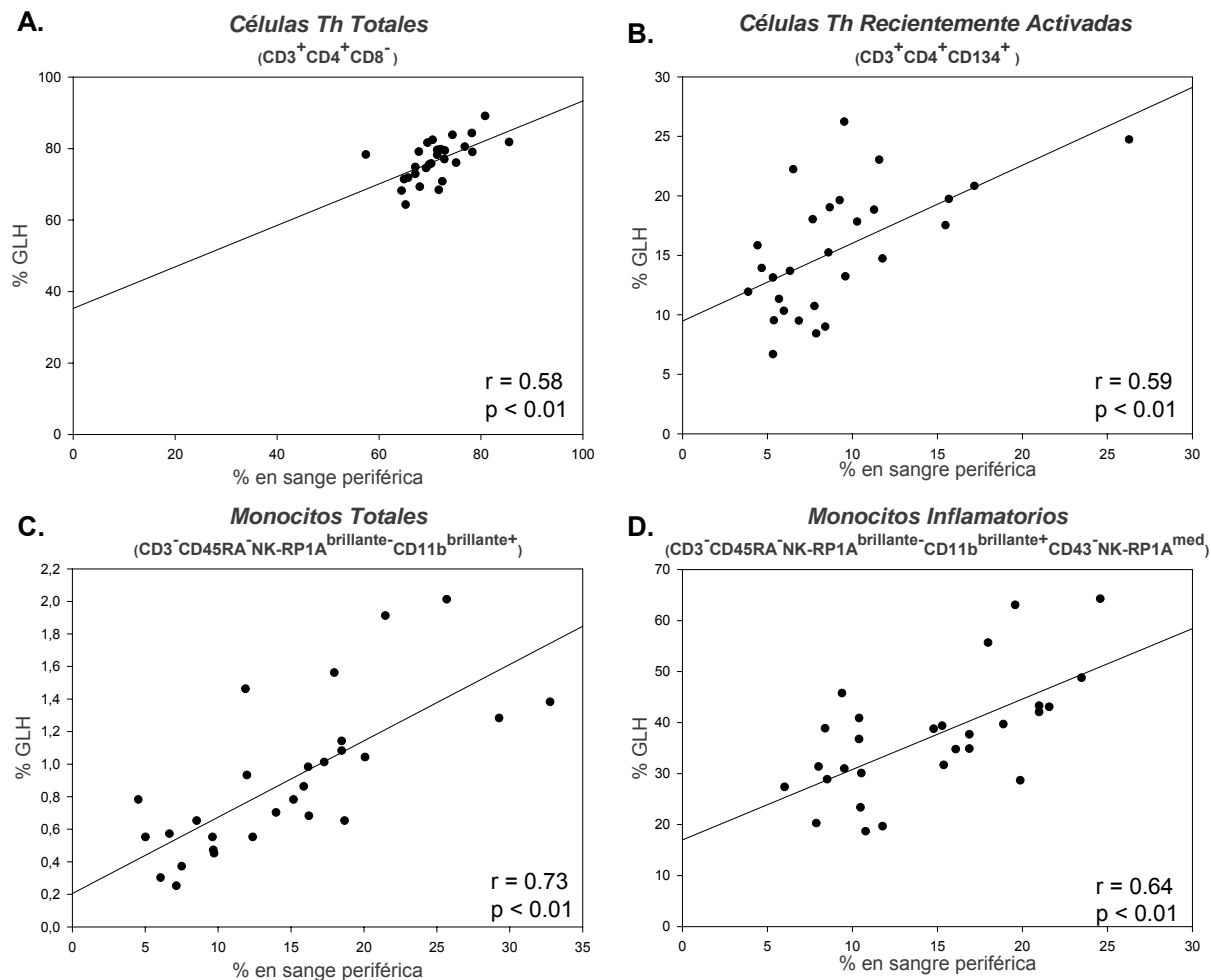 A.
Células Th Totales
(CD3+CD4+CD8-)
100
80
60
40
20
0
% GLH
0 20 40 60 80 100
% en sange periférica
r = 0.58
p < 0.01
B.
Células Th Recientemente Activadas
(CD3+CD4+CD134+)
30
25
20
15
10
5
0
% GLH
0 5 10 15 20 25 30
% en sangre periférica
r = 0.59
p < 0.01
C.
Monocitos Totales
(CD3-CD45RA-NK-RP1Abrillante-CD11bbrillante+)
2,2
2,0
1,8
1,6
1,4
1,2
1,0
0,8
0,6
0,4
0,2
0,0
% GLH
0 5 10 15 20 25 30 35
% en sange periférica
r = 0.73
p < 0.01
D.
Monocitos Inflamatorios
(CD3-CD45RA-NK-RP1Abrillante-CD11bbrillante+CD43-NK-RP1Amed)
70
60
50
40
30
20
10
0
% GLH
0 5 10 15 20 25 30
% en sangre periférica
r = 0.64
p < 0.01